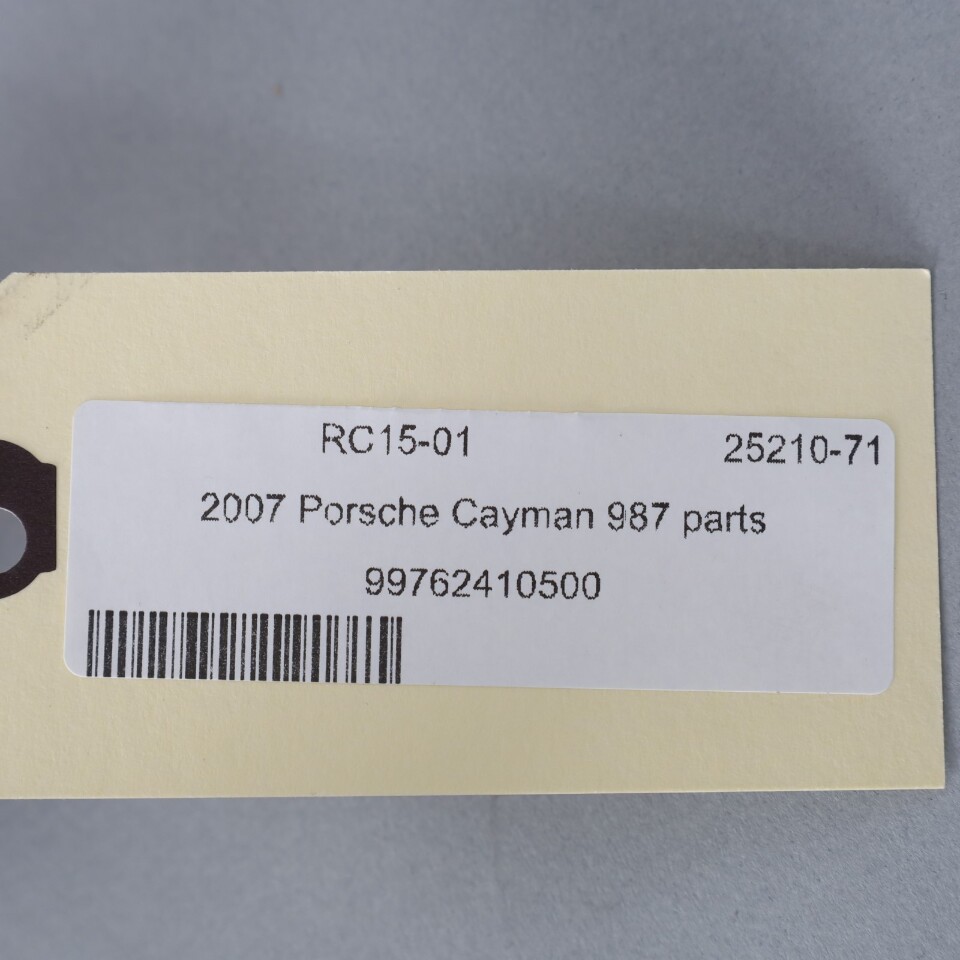 RC15-01 25210-71
2007 Porsche Cayman 987 parts
99762410500